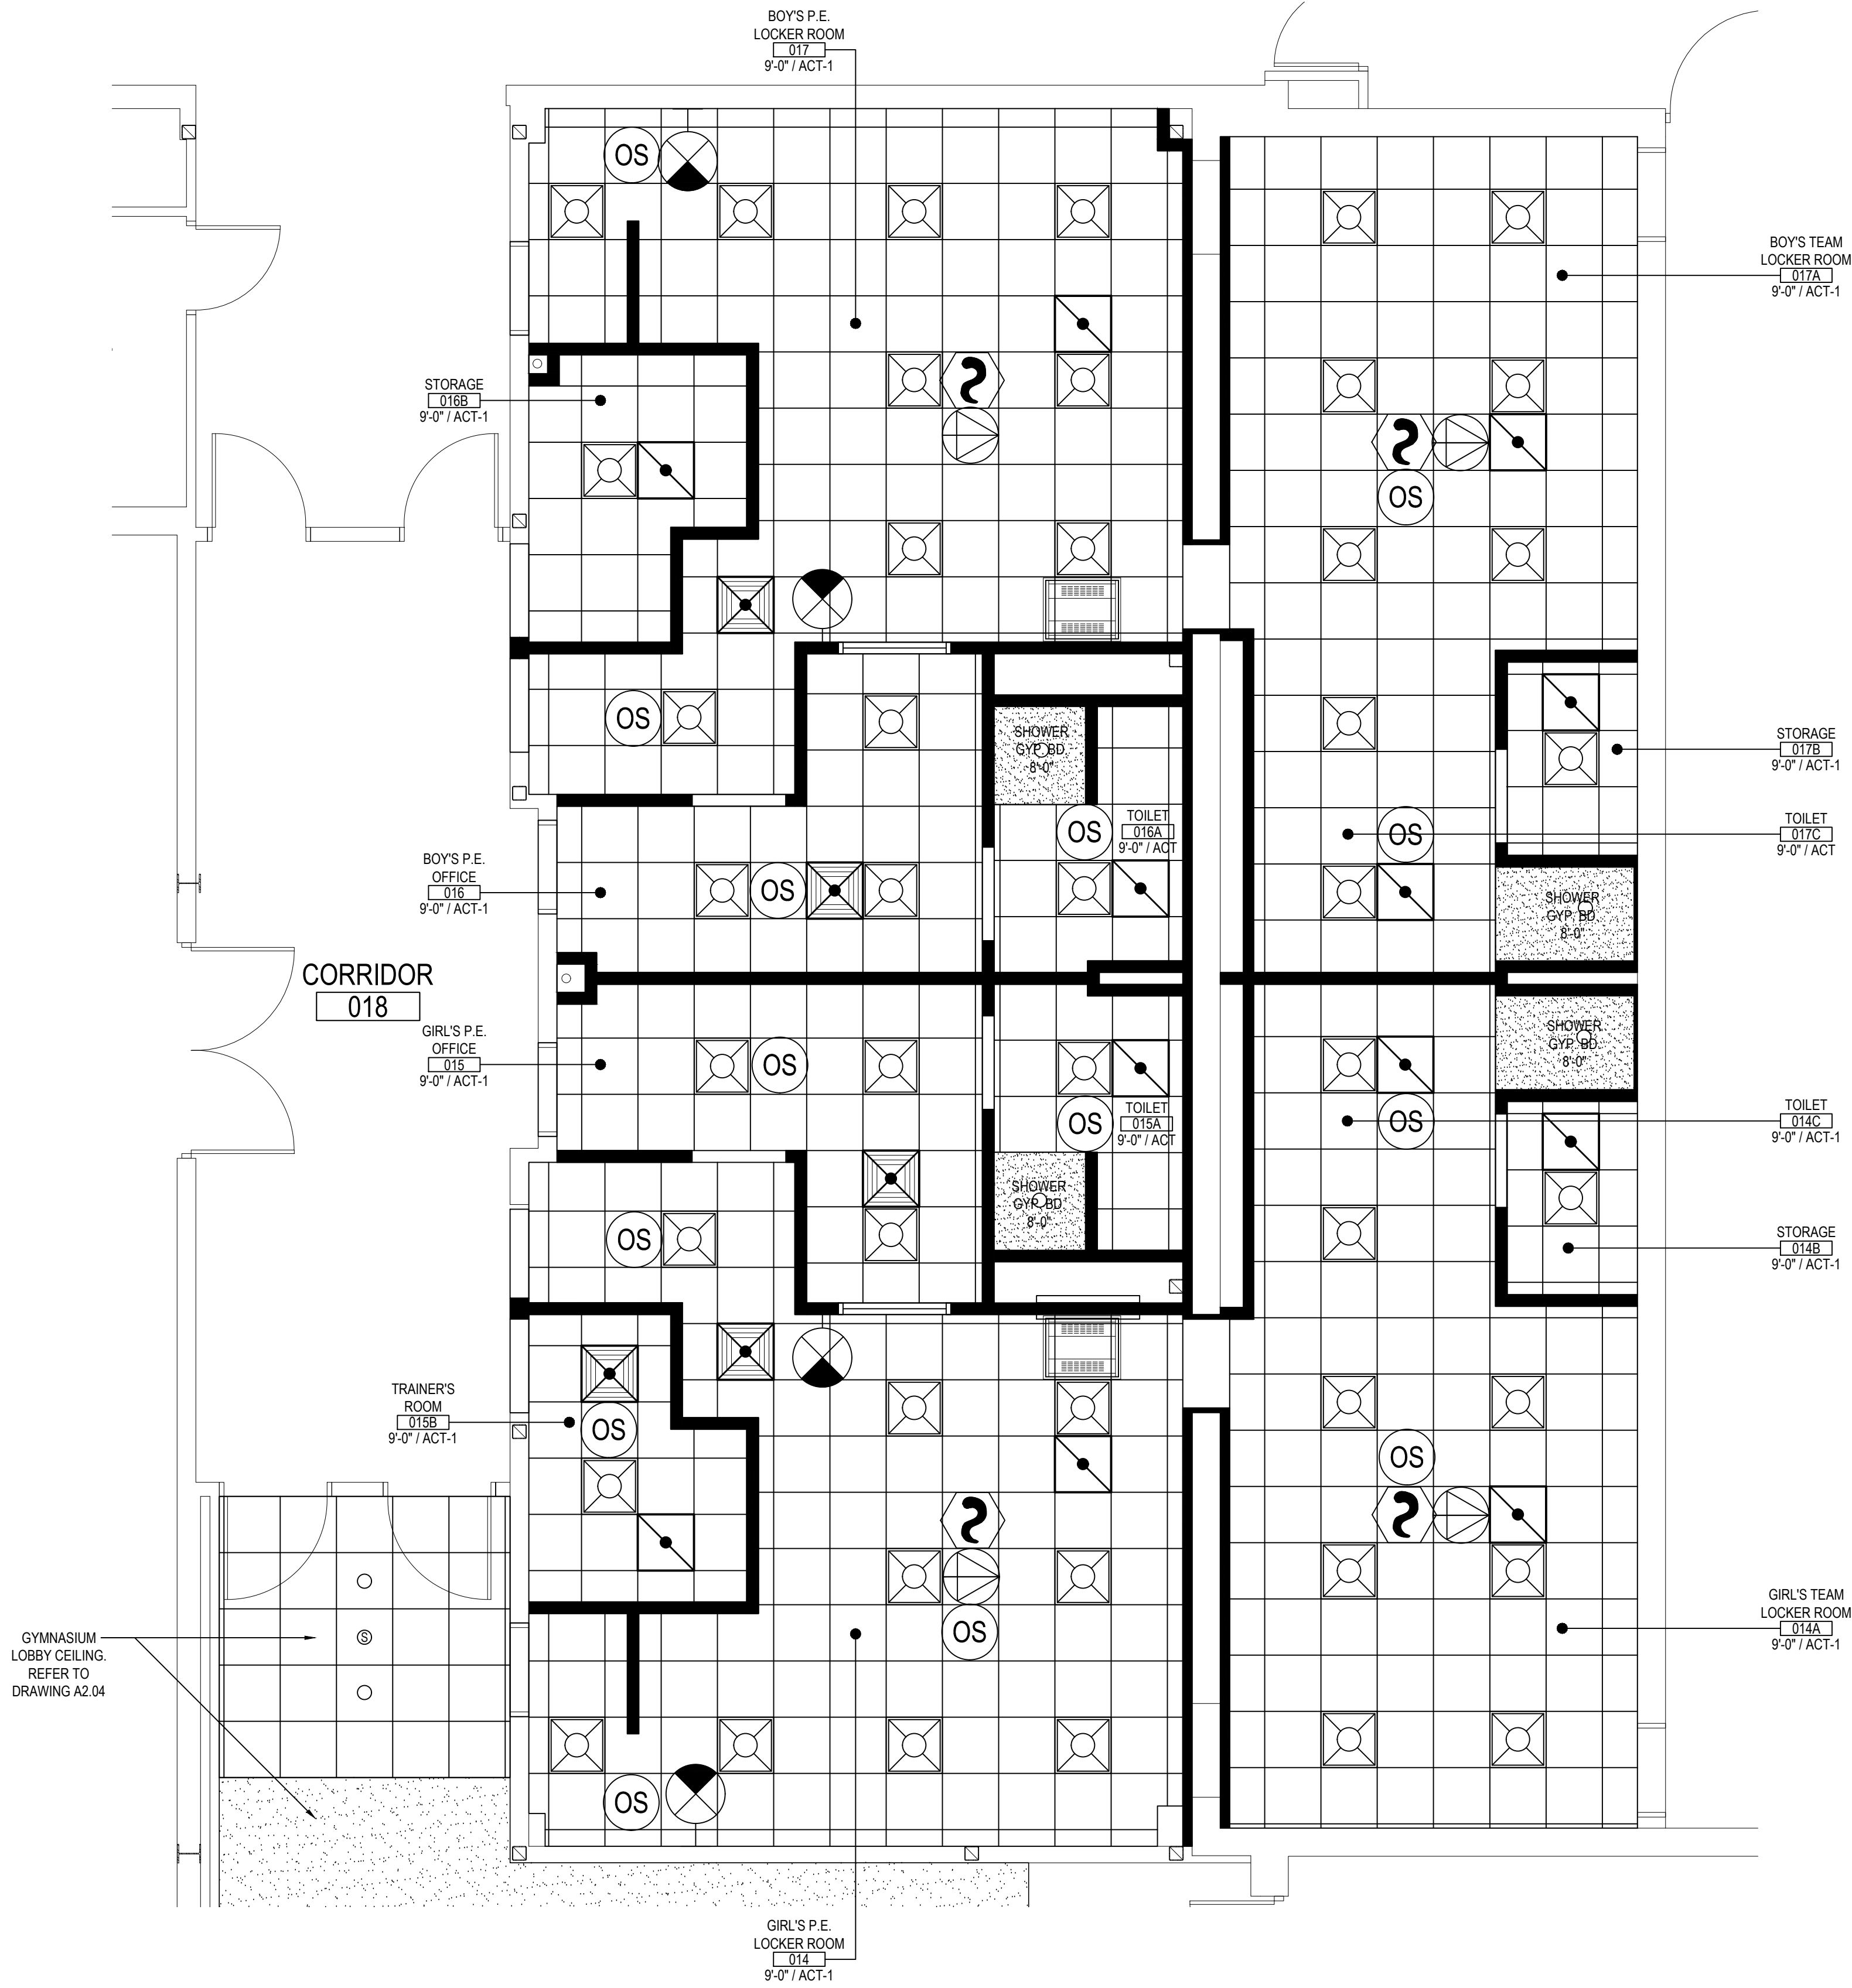 BOY'S P.E.
LOCKER ROOM
017
9'-0" / ACT-1
OS
BOY'S TEAM
LOCKER ROOM
017A
9'-0" / ACT-1
STORAGE
016B
9'-0" / ACT-1
OS
OS
SHOWER
GYP. BD.
8'-0"
STORAGE
017B
9'-0" / ACT-1
OS
TOILET
016A
9'-0" / ACT
OS
TOILET
017C
9'-0" / ACT
BOY'S P.E.
OFFICE
016
9'-0" / ACT-1
OS
SHOWER
GYP. BD.
8'-0"
CORRIDOR
018
GIRL'S P.E.
OFFICE
015
9'-0" / ACT-1
OS
SHOWER
GYP. BD.
8'-0"
OS
TOILET
015A
9'-0" / ACT
OS
TOILET
014C
9'-0" / ACT-1
SHOWER
GYP. BD.
8'-0"
OS
STORAGE
014B
9'-0" / ACT-1
TRAINER'S
ROOM
015B
9'-0" / ACT-1
OS
OS
GYMNASIUM
LOBBY CEILING.
REFER TO
DRAWING A2.04
S
OS
GIRL'S TEAM
LOCKER ROOM
014A
9'-0" / ACT-1
OS
GIRL'S P.E.
LOCKER ROOM
014
9'-0" / ACT-1